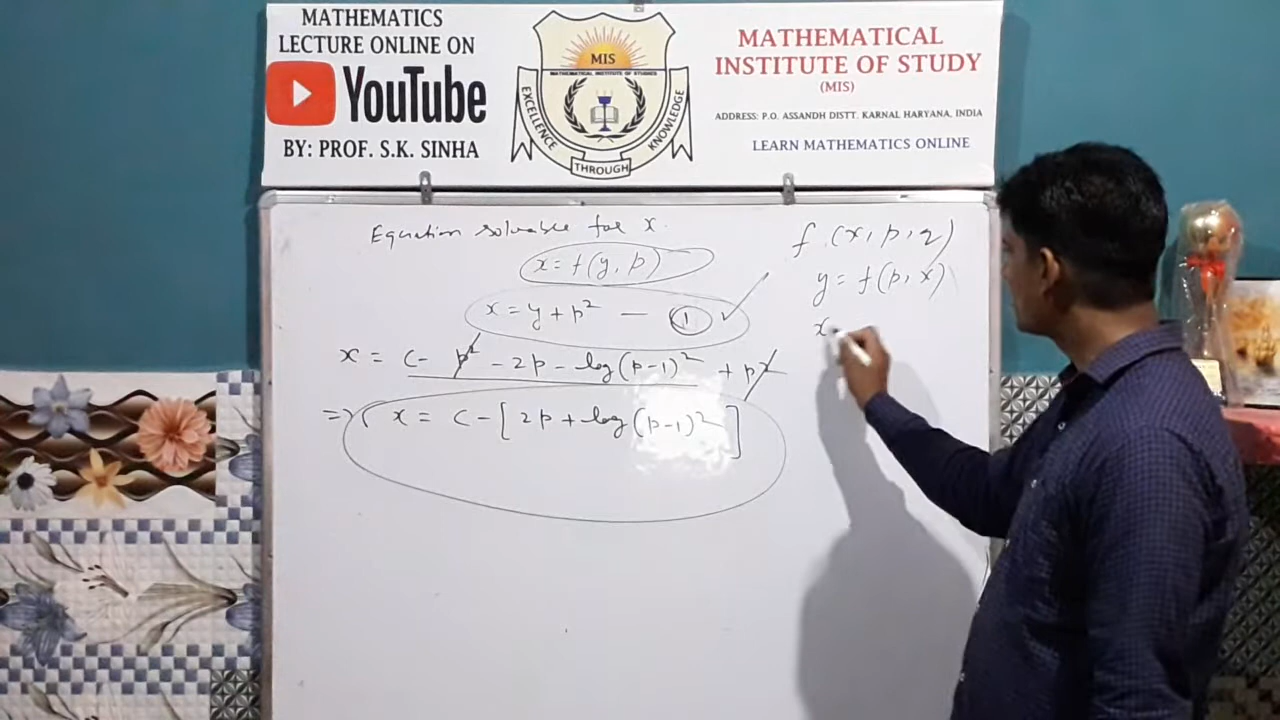 MATHEMATICS
LECTURE ONLINE ON
YouTube
BY: PROF. S.K. SINHA
MIS
MATHEMATICAL INSTITUTE OF STUDIES
EXCELLENCE
THROUGH
KNOWLEDGE
MATHEMATICAL
INSTITUTE OF STUDY
(MIS)
ADDRESS: P.O. ASSANDH DISTT. KARNAL HARYANA, INDIA
LEARN MATHEMATICS ONLINE
Equation solvable for x.
x = f(y, p)
x = y + p² — ①
x = c - p² - 2p - log(p-1)² + p²
=> x = c - [2p + log(p-1)²]
f (x, p, y)
y = f(p, x)
x =